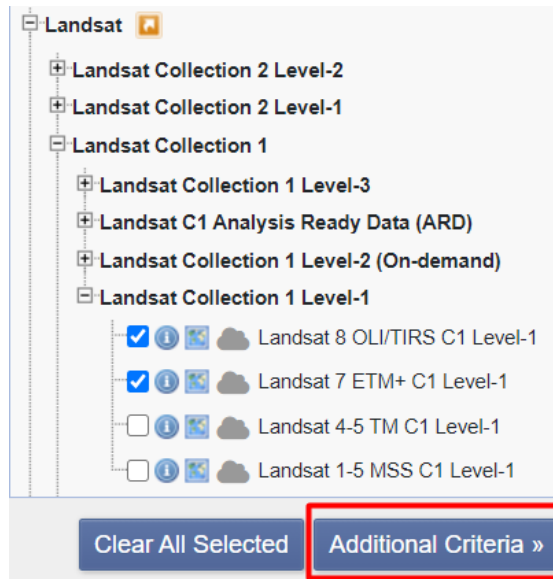 Landsat
Landsat Collection 2 Level-2
Landsat Collection 2 Level-1
Landsat Collection 1
Landsat Collection 1 Level-3
Landsat C1 Analysis Ready Data (ARD)
Landsat Collection 1 Level-2 (On-demand)
Landsat Collection 1 Level-1
Landsat 8 OLI/TIRS C1 Level-1
Landsat 7 ETM+ C1 Level-1
Landsat 4-5 TM C1 Level-1
Landsat 1-5 MSS C1 Level-1
Clear All Selected Additional Criteria »